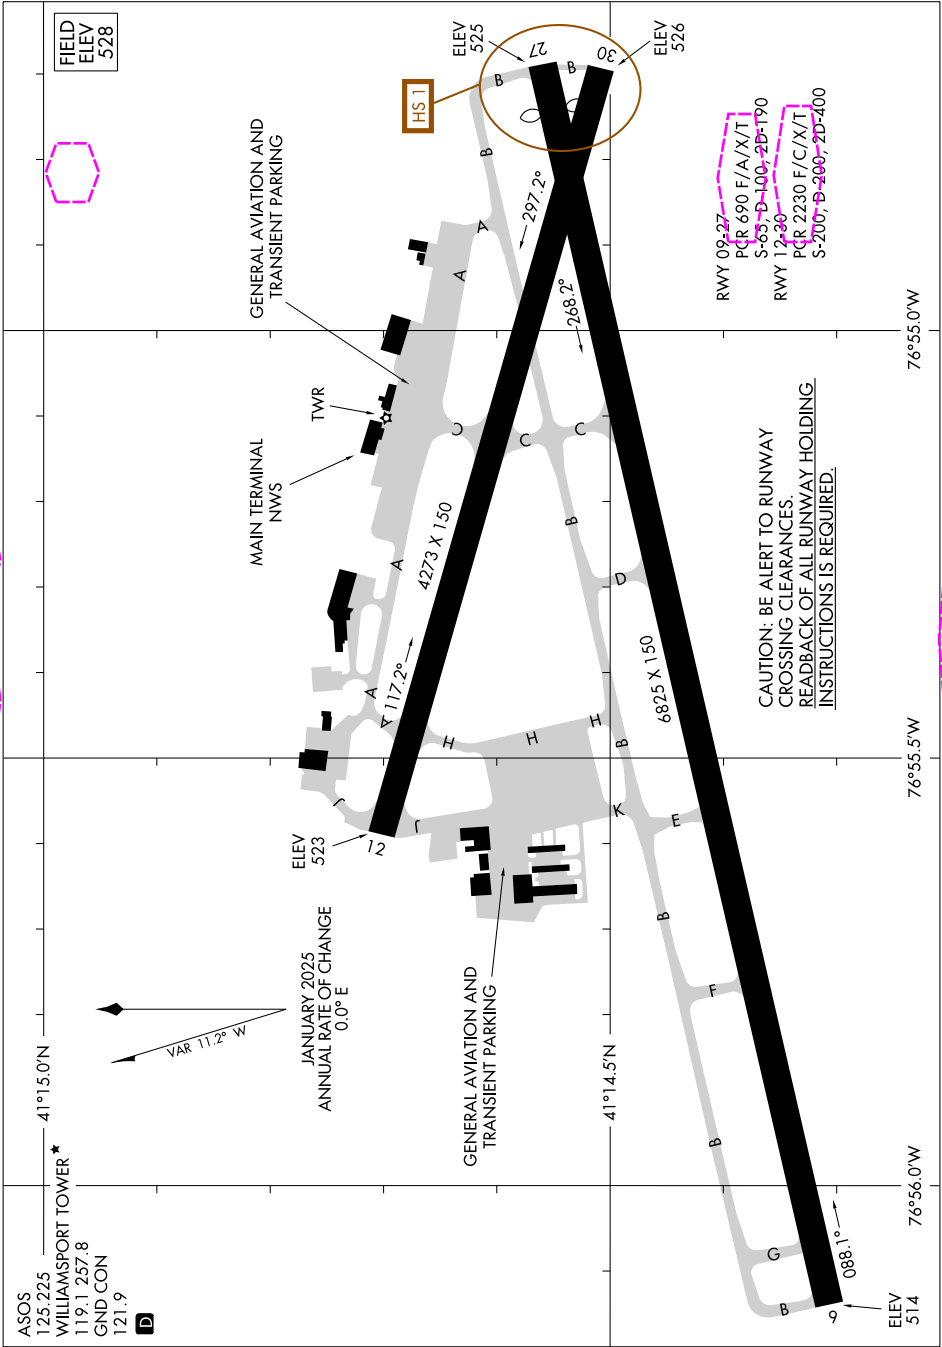 ASOS
125.225
WILLIAMSPORT TOWER ★
119.1 257.8
GND CON
121.9
D
FIELD
ELEV
528
41°15.0'N
41°14.5'N
VAR 11.2° W
JANUARY 2025
ANNUAL RATE OF CHANGE
0.0° E
MAIN TERMINAL
NWS
TWR
GENERAL AVIATION AND
TRANSIENT PARKING
HS 1
ELEV
525
27
30
ELEV
526
B
B
B
A
A
297.2°
268.2°
C
C
C
A
4273 X 150
B
D
A
A
117.2°
H
H
H
B
J
J
K
E
ELEV
523
12
6825 X 150
GENERAL AVIATION AND
TRANSIENT PARKING
B
F
B
G
B
088.1°
9
ELEV
514
RWY 09-27
PCR 690 F/A/X/T
S-65, D-100, 2D-190
RWY 12-30
PCR 2230 F/C/X/T
S-200, D-200, 2D-400
CAUTION: BE ALERT TO RUNWAY
CROSSING CLEARANCES.
READBACK OF ALL RUNWAY HOLDING
INSTRUCTIONS IS REQUIRED.
76°56.0'W
76°55.5'W
76°55.0'W